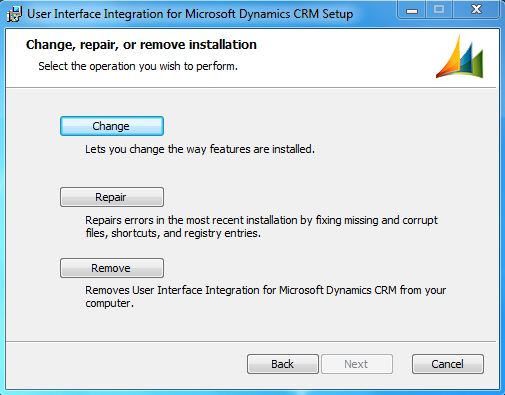 User Interface Integration for Microsoft Dynamics CRM Setup
Change, repair, or remove installation
Select the operation you wish to perform.
Change
Lets you change the way features are installed.
Repair
Repairs errors in the most recent installation by fixing missing and corrupt
files, shortcuts, and registry entries.
Remove
Removes User Interface Integration for Microsoft Dynamics CRM from your
computer.
Back Next Cancel